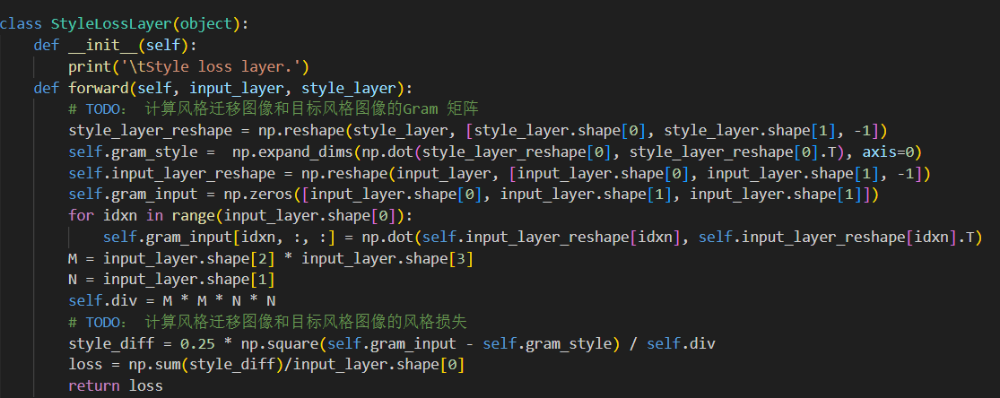 class StyleLossLayer(object):
    def __init__(self):
        print('\tStyle loss layer.')
    def forward(self, input_layer, style_layer):
        # TODO： 计算风格迁移图像和目标风格图像的Gram 矩阵
        style_layer_reshape = np.reshape(style_layer, [style_layer.shape[0], style_layer.shape[1], -1])
        self.gram_style =  np.expand_dims(np.dot(style_layer_reshape[0], style_layer_reshape[0].T), axis=0)
        self.input_layer_reshape = np.reshape(input_layer, [input_layer.shape[0], input_layer.shape[1], -1])
        self.gram_input = np.zeros([input_layer.shape[0], input_layer.shape[1], input_layer.shape[1]])
        for idxn in range(input_layer.shape[0]):
            self.gram_input[idxn, :, :] = np.dot(self.input_layer_reshape[idxn], self.input_layer_reshape[idxn].T)
        M = input_layer.shape[2] * input_layer.shape[3]
        N = input_layer.shape[1]
        self.div = M * M * N * N
        # TODO： 计算风格迁移图像和目标风格图像的风格损失
        style_diff = 0.25 * np.square(self.gram_input - self.gram_style) / self.div
        loss = np.sum(style_diff)/input_layer.shape[0]
        return loss